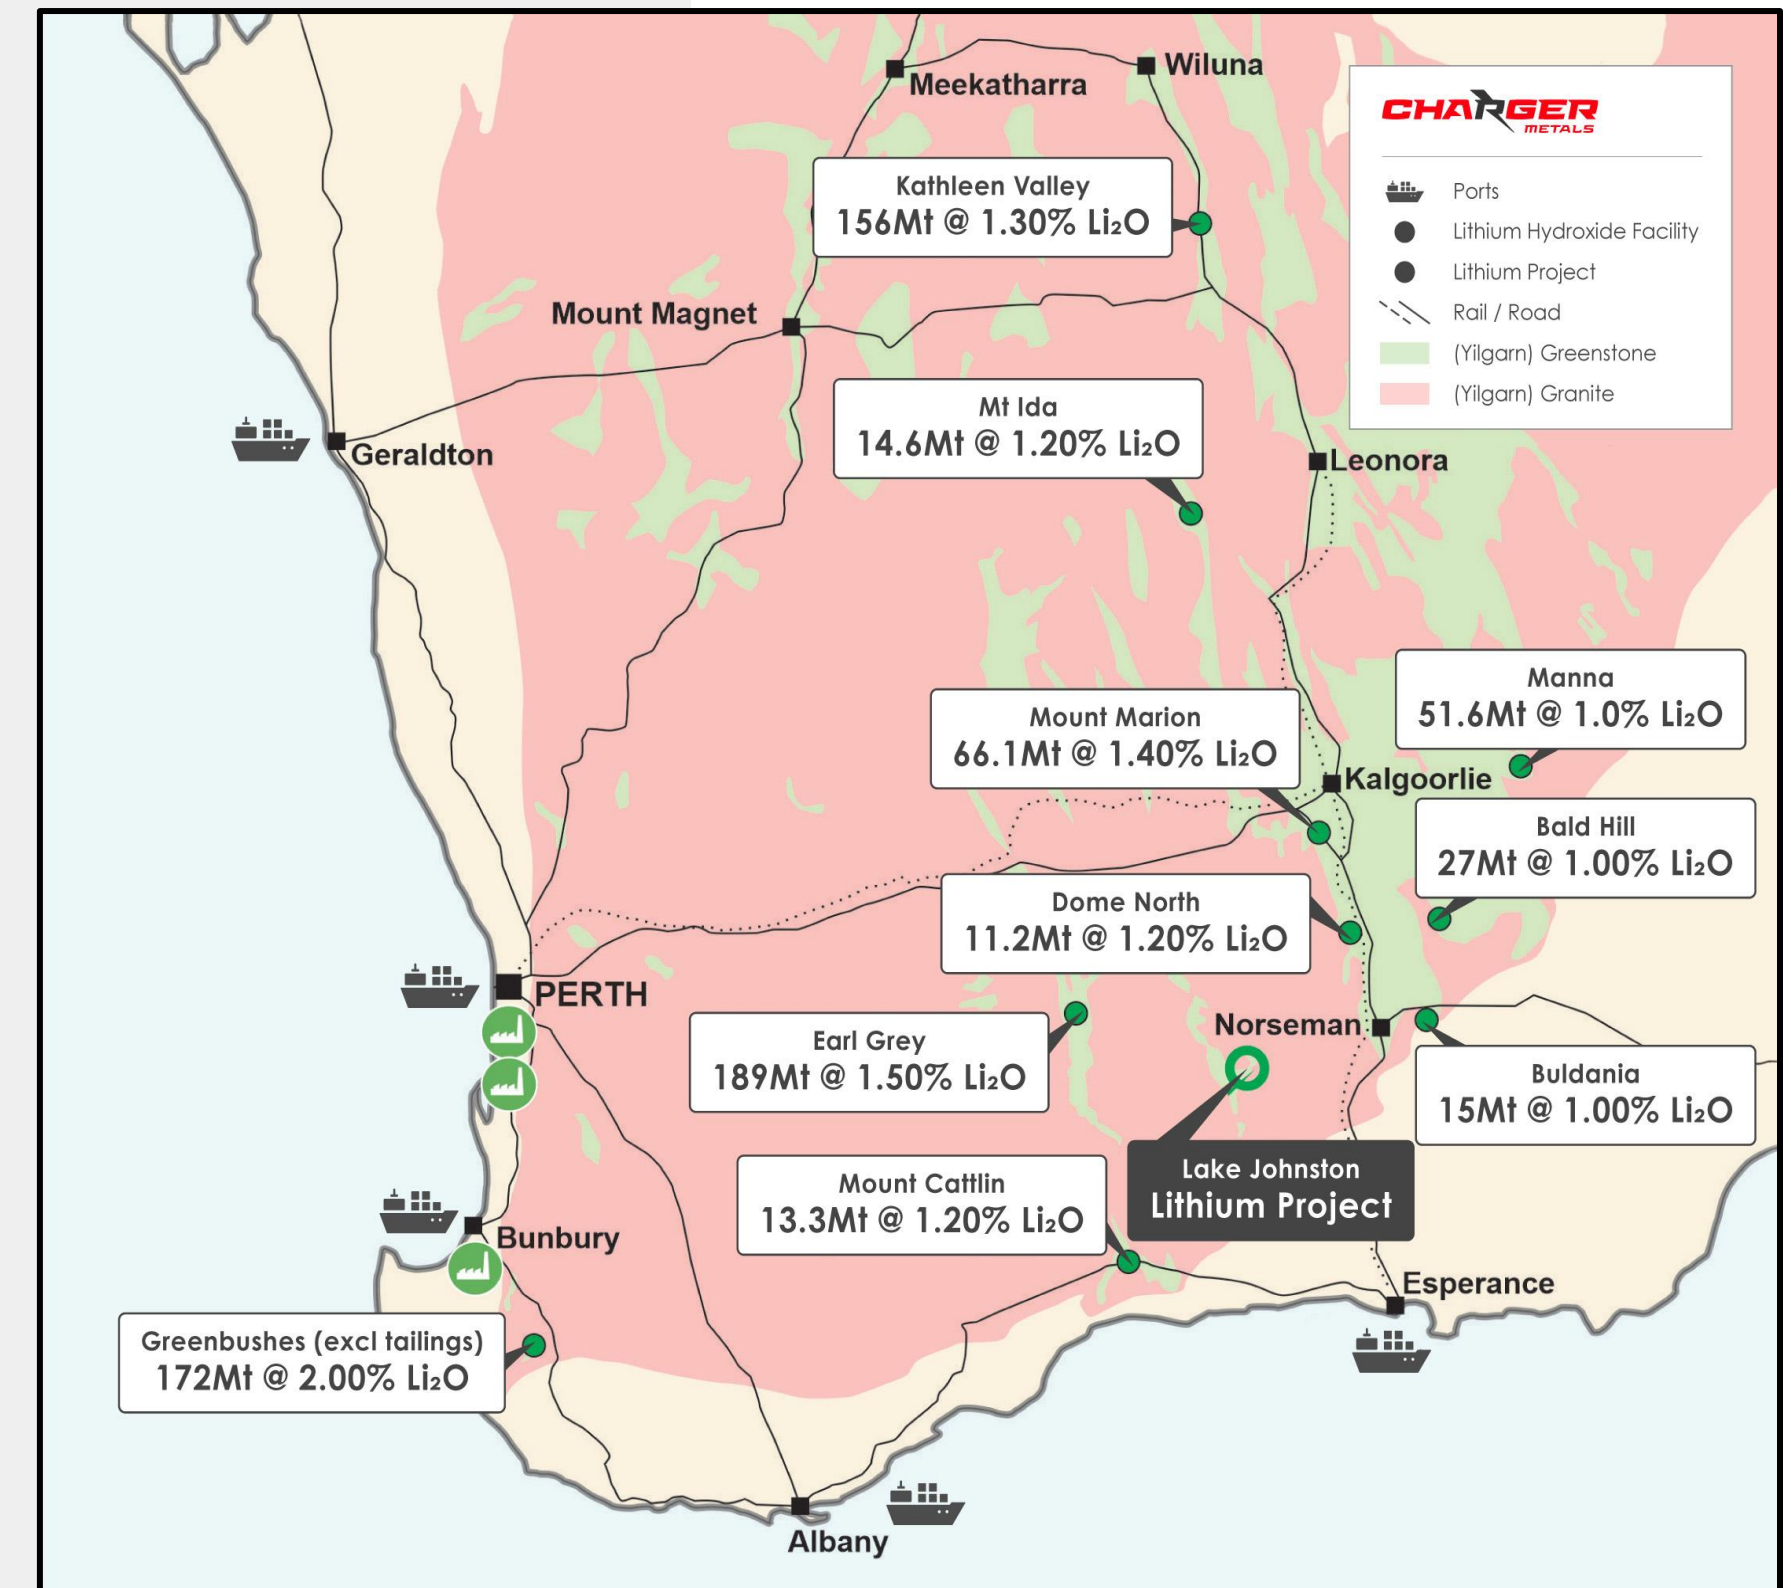 Meekatharra
Wiluna
CHARGER
METALS
Ports
Lithium Hydroxide Facility
Lithium Project
Rail / Road
(Yilgarn) Greenstone
(Yilgarn) Granite
Kathleen Valley
156Mt @ 1.30% Li₂O
Mount Magnet
Mt Ida
14.6Mt @ 1.20% Li₂O
Geraldton
Leonora
Manna
51.6Mt @ 1.0% Li₂O
Mount Marion
66.1Mt @ 1.40% Li₂O
Kalgoorlie
Bald Hill
27Mt @ 1.00% Li₂O
Dome North
11.2Mt @ 1.20% Li₂O
PERTH
Norseman
Earl Grey
189Mt @ 1.50% Li₂O
Buldania
15Mt @ 1.00% Li₂O
Lake Johnston
Lithium Project
Mount Cattlin
13.3Mt @ 1.20% Li₂O
Bunbury
Esperance
Greenbushes (excl tailings)
172Mt @ 2.00% Li₂O
Albany